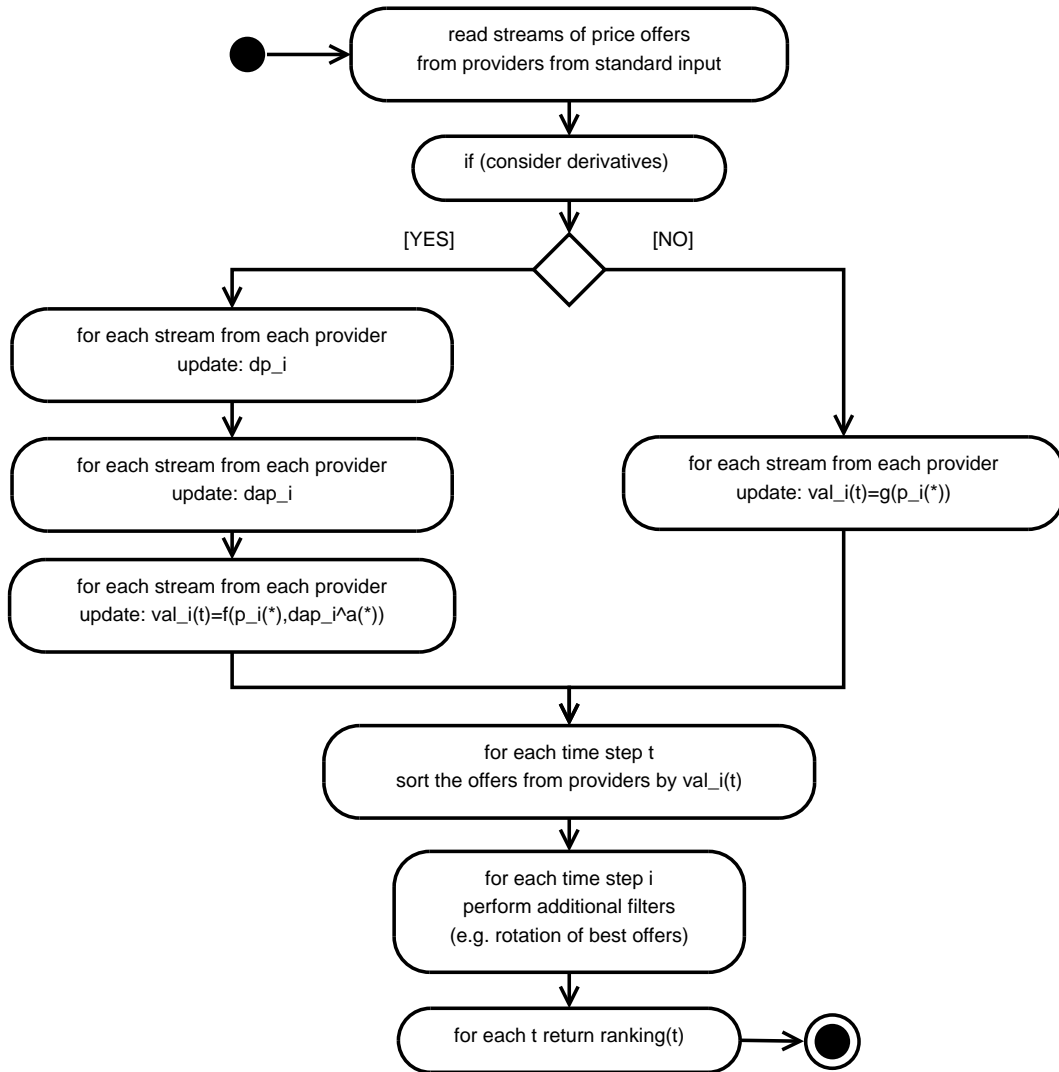 read streams of price offers
from providers from standard input
if (consider derivatives)
[YES]
[NO]
for each stream from each provider
update: dp_i
for each stream from each provider
update: dap_i
for each stream from each provider
update: val_i(t)=f(p_i(*),dap_i^a(*))
for each stream from each provider
update: val_i(t)=g(p_i(*))
for each time step t
sort the offers from providers by val_i(t)
for each time step i
perform additional filters
(e.g. rotation of best offers)
for each t return ranking(t)